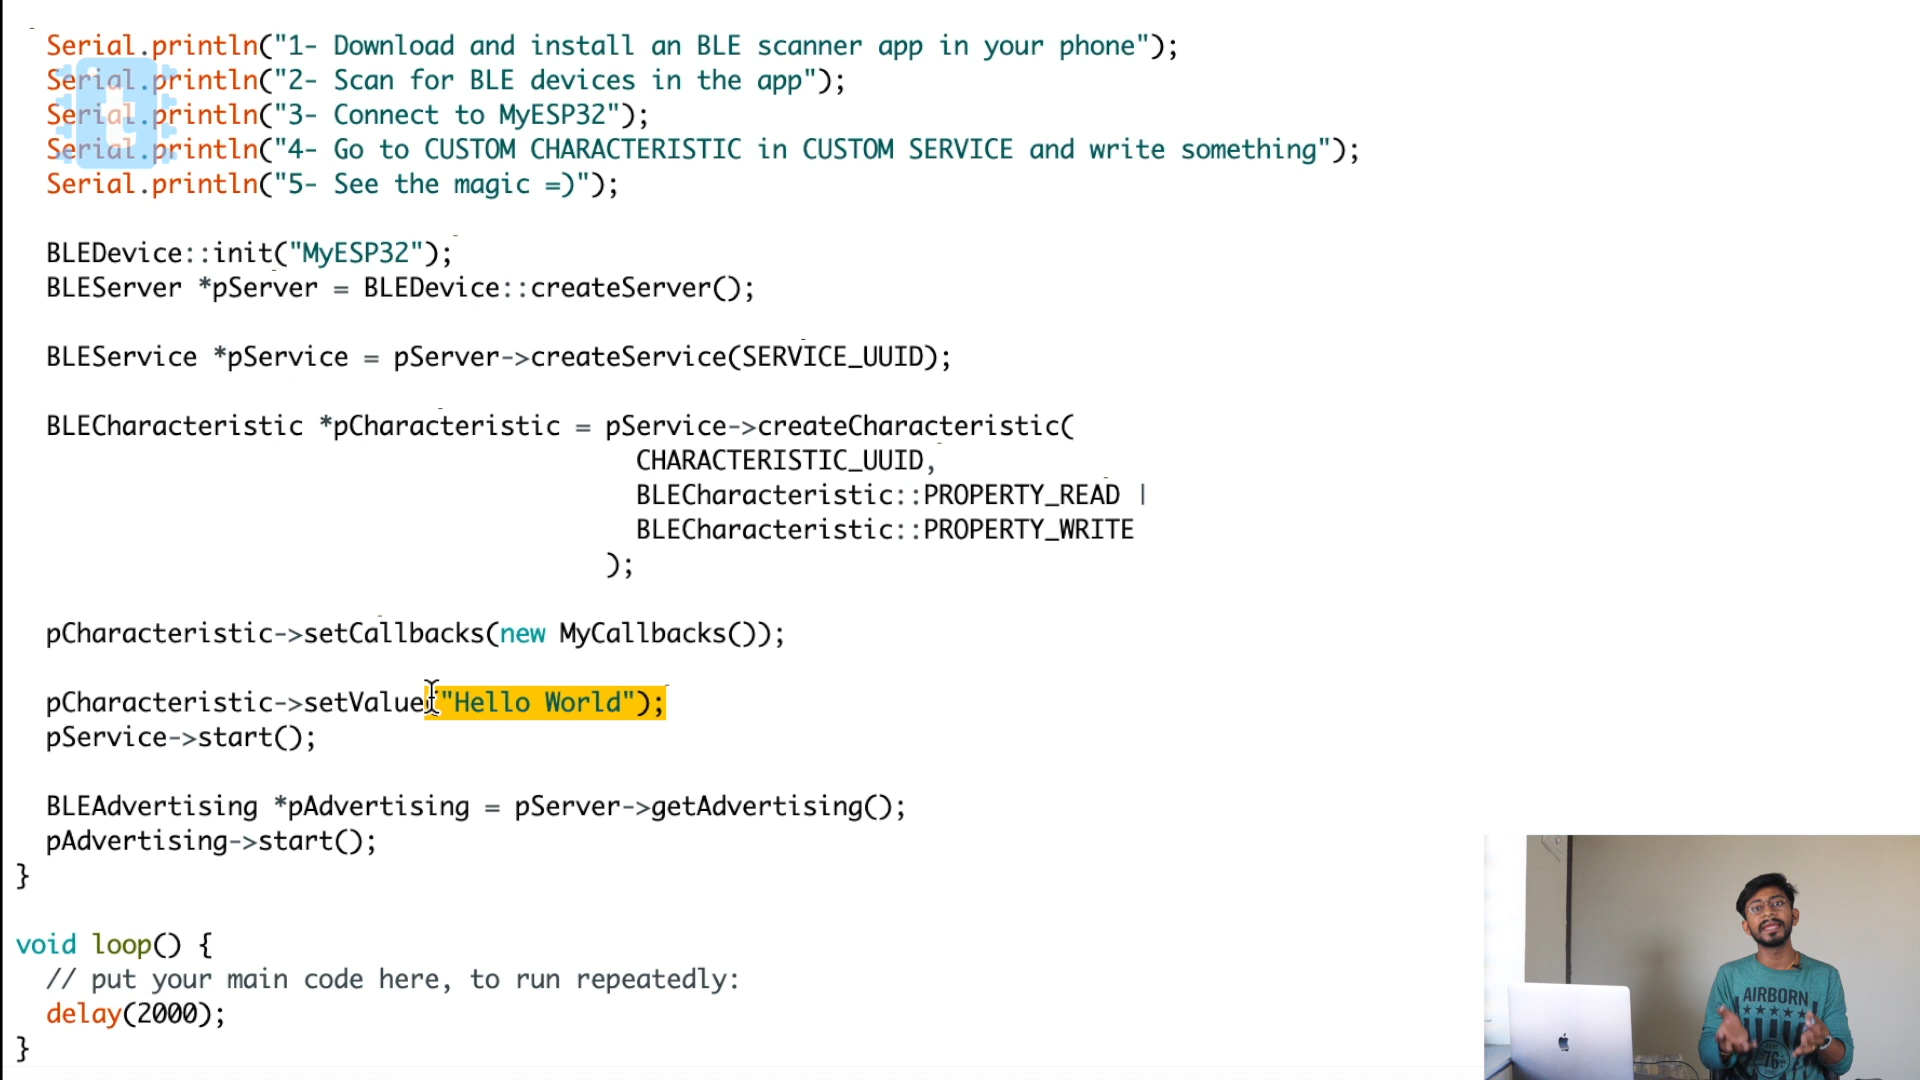 Serial.println("1- Download and install an BLE scanner app in your phone");
Serial.println("2- Scan for BLE devices in the app");
Serial.println("3- Connect to MyESP32");
Serial.println("4- Go to CUSTOM CHARACTERISTIC in CUSTOM SERVICE and write something");
Serial.println("5- See the magic =)");
BLEDevice::init("MyESP32");
BLEServer *pServer = BLEDevice::createServer();
BLEService *pService = pServer->createService(SERVICE_UUID);
BLECharacteristic *pCharacteristic = pService->createCharacteristic(
CHARACTERISTIC_UUID,
BLECharacteristic::PROPERTY_READ |
BLECharacteristic::PROPERTY_WRITE
);
pCharacteristic->setCallbacks(new MyCallbacks());
pCharacteristic->setValue("Hello World");
pService->start();
BLEAdvertising *pAdvertising = pServer->getAdvertising();
pAdvertising->start();
}
void loop() {
// put your main code here, to run repeatedly:
delay(2000);
}
AIRBORN
76